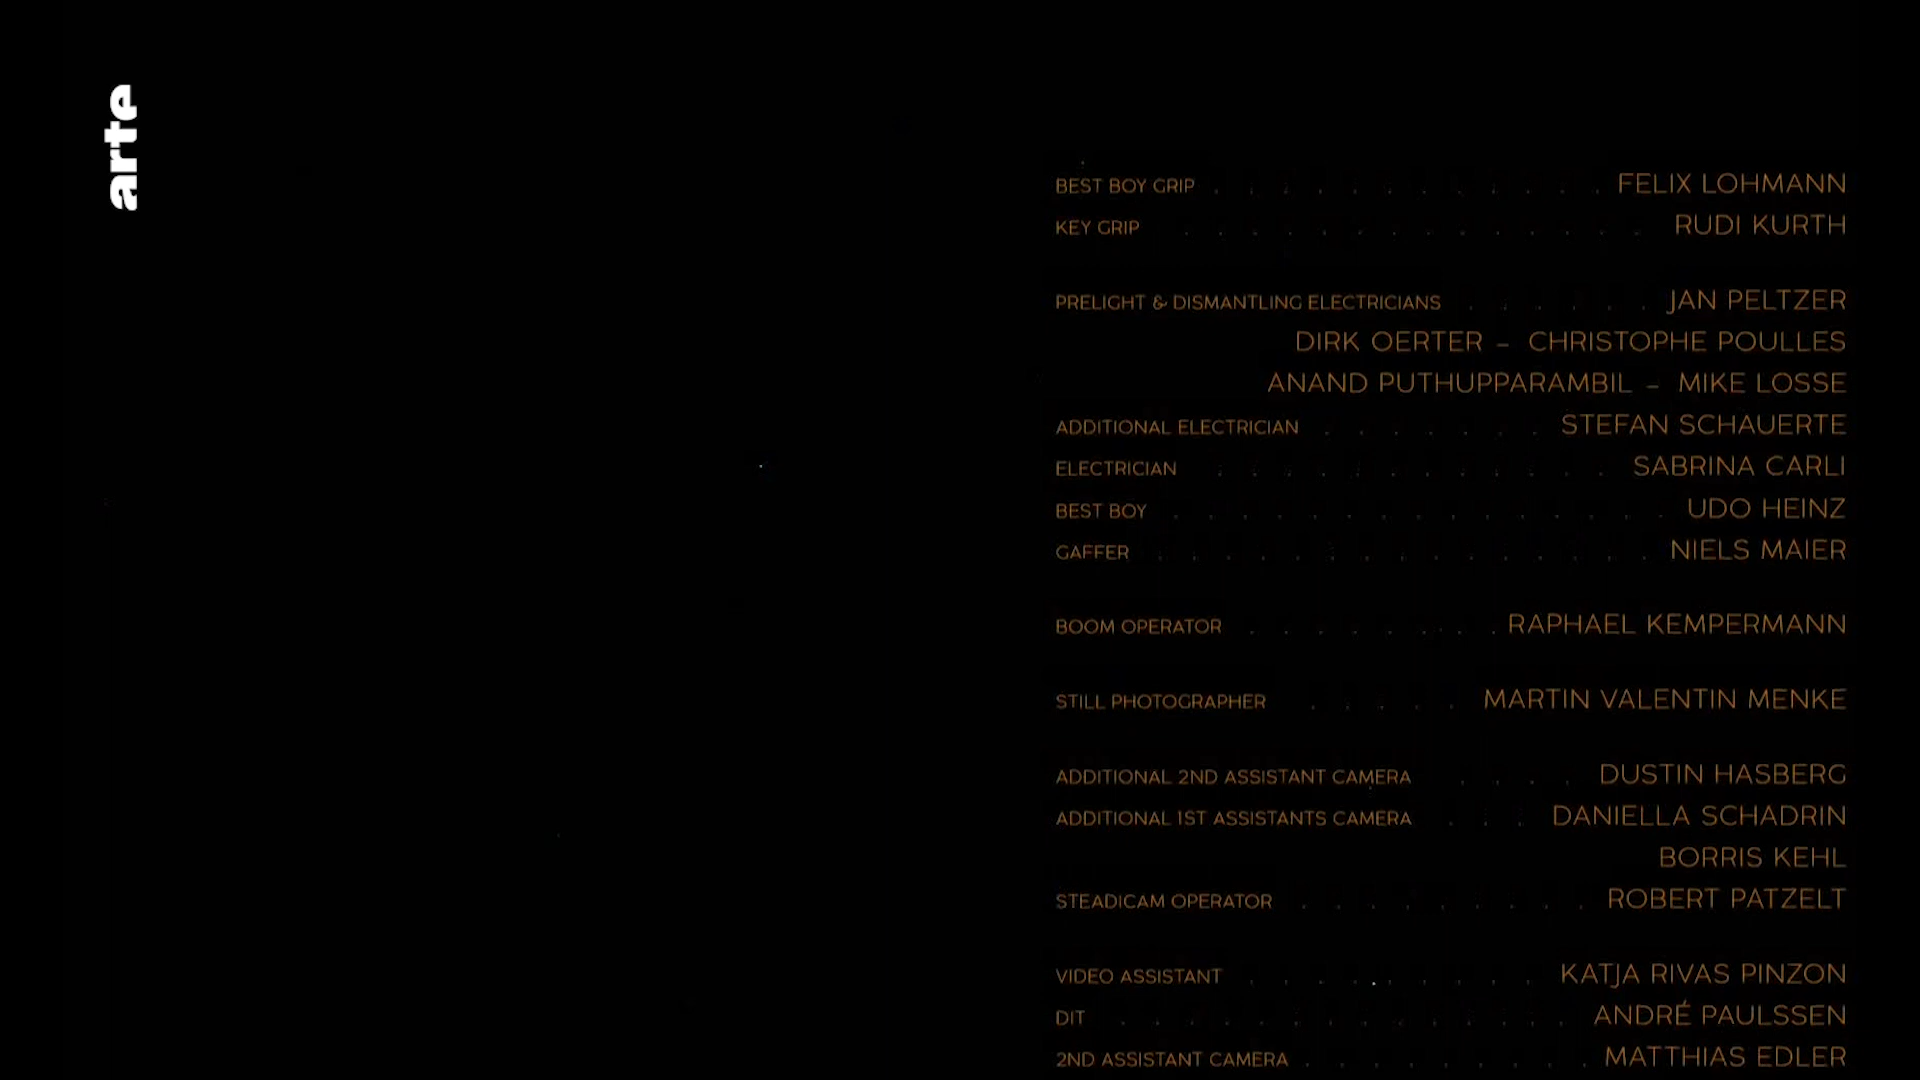 arte
BEST BOY GRIP . . . . . . . . . . . . FELIX LOHMANN
KEY GRIP . . . . . . . . . . . . . . RUDI KURTH
PRELIGHT & DISMANTLING ELECTRICIANS . . . . . . JAN PELTZER
DIRK OERTER – CHRISTOPHE POULLES
ANAND PUTHUPPARAMBIL – MIKE LOSSE
ADDITIONAL ELECTRICIAN . . . . . . . STEFAN SCHAUERTE
ELECTRICIAN . . . . . . . . . . . . SABRINA CARLI
BEST BOY . . . . . . . . . . . . . . . UDO HEINZ
GAFFER . . . . . . . . . . . . . . . NIELS MAIER
BOOM OPERATOR . . . . . . . . RAPHAEL KEMPERMANN
STILL PHOTOGRAPHER . . . . . MARTIN VALENTIN MENKE
ADDITIONAL 2ND ASSISTANT CAMERA . . . . DUSTIN HASBERG
ADDITIONAL 1ST ASSISTANTS CAMERA . . . DANIELLA SCHADRIN
BORRIS KEHL
STEADICAM OPERATOR . . . . . . . . . ROBERT PATZELT
VIDEO ASSISTANT . . . . . . . . . KATJA RIVAS PINZON
DIT . . . . . . . . . . . . . . ANDRÉ PAULSSEN
2ND ASSISTANT CAMERA . . . . . . . . . MATTHIAS EDLER